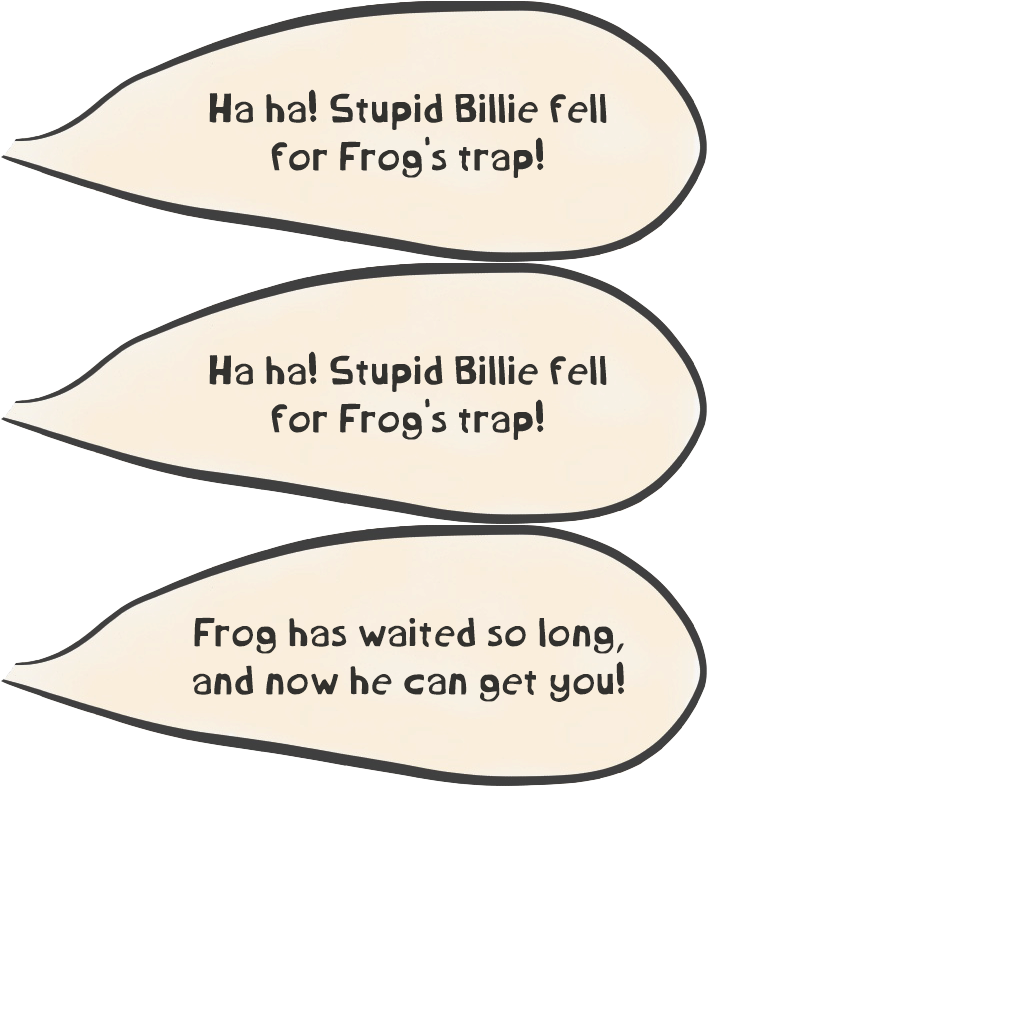 Ha ha! Stupid Billie fell
for Frog's trap!
Ha ha! Stupid Billie fell
for Frog's trap!
Frog has waited so long,
and now he can get you!